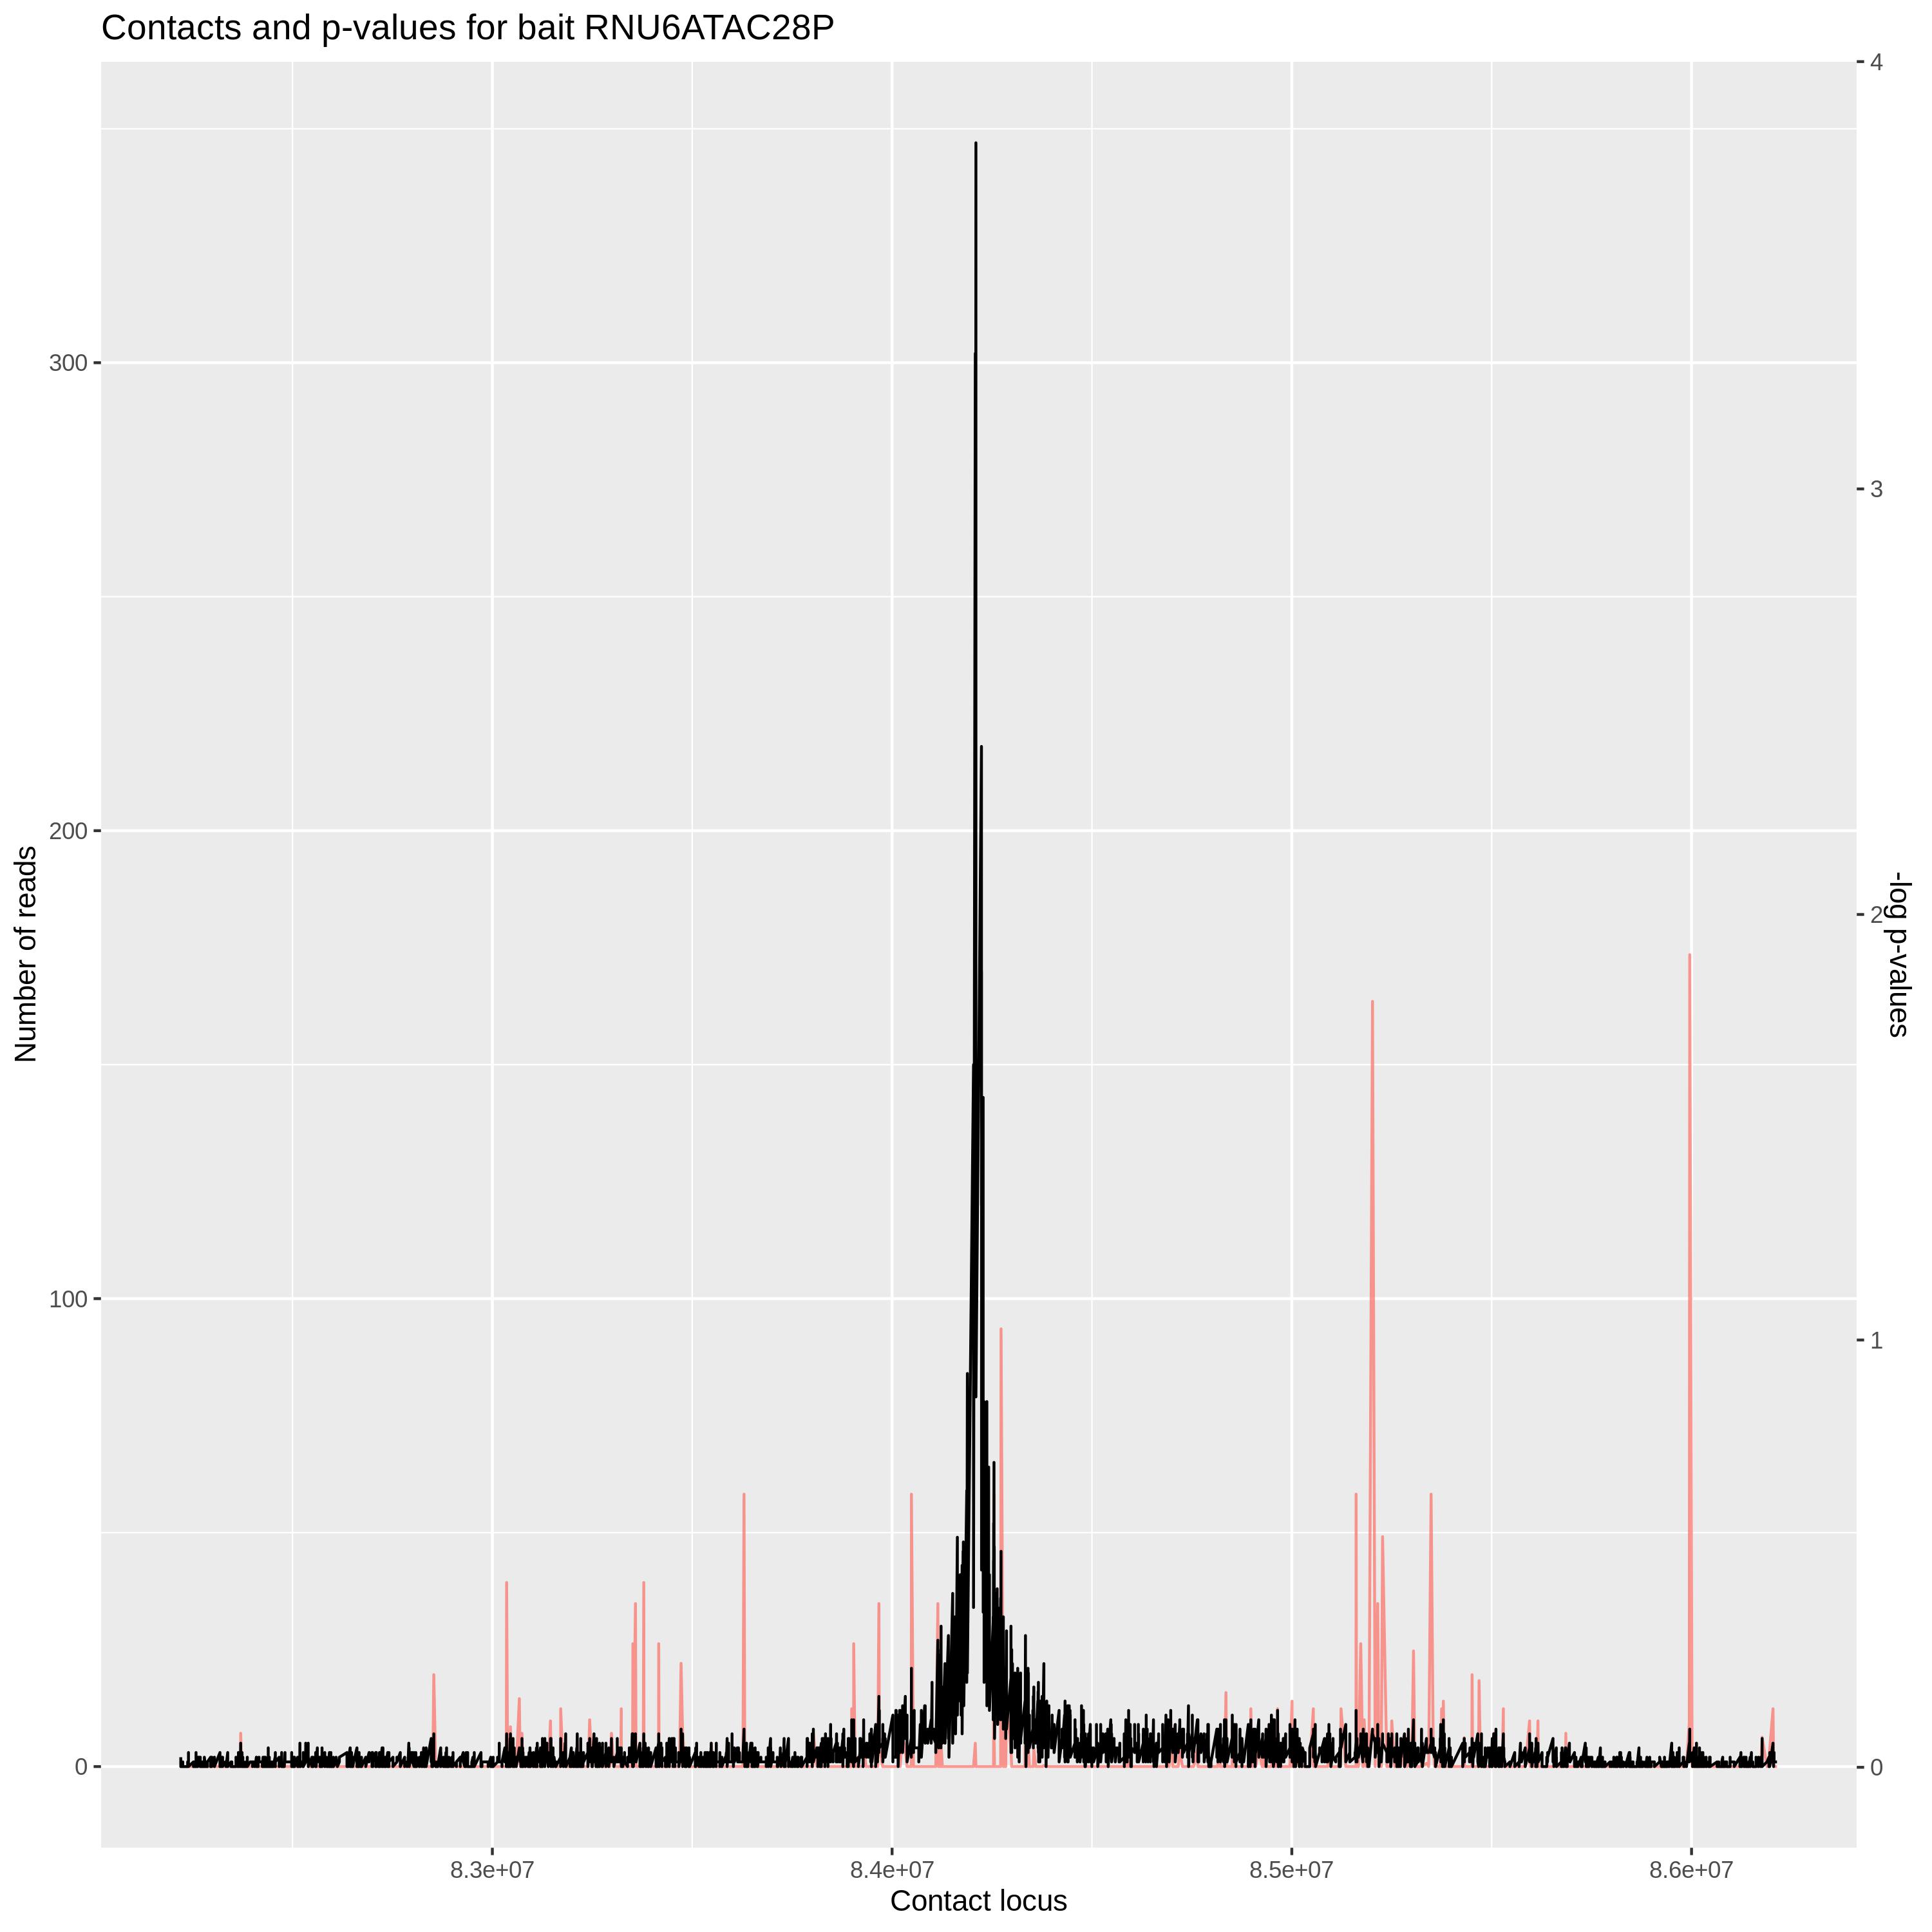 Contacts and p-values for bait RNU6ATAC28P
Number of reads
300
200
100
0
4
3
2
1
0
-log p-values
8.3e+07
8.4e+07
8.5e+07
8.6e+07
Contact locus